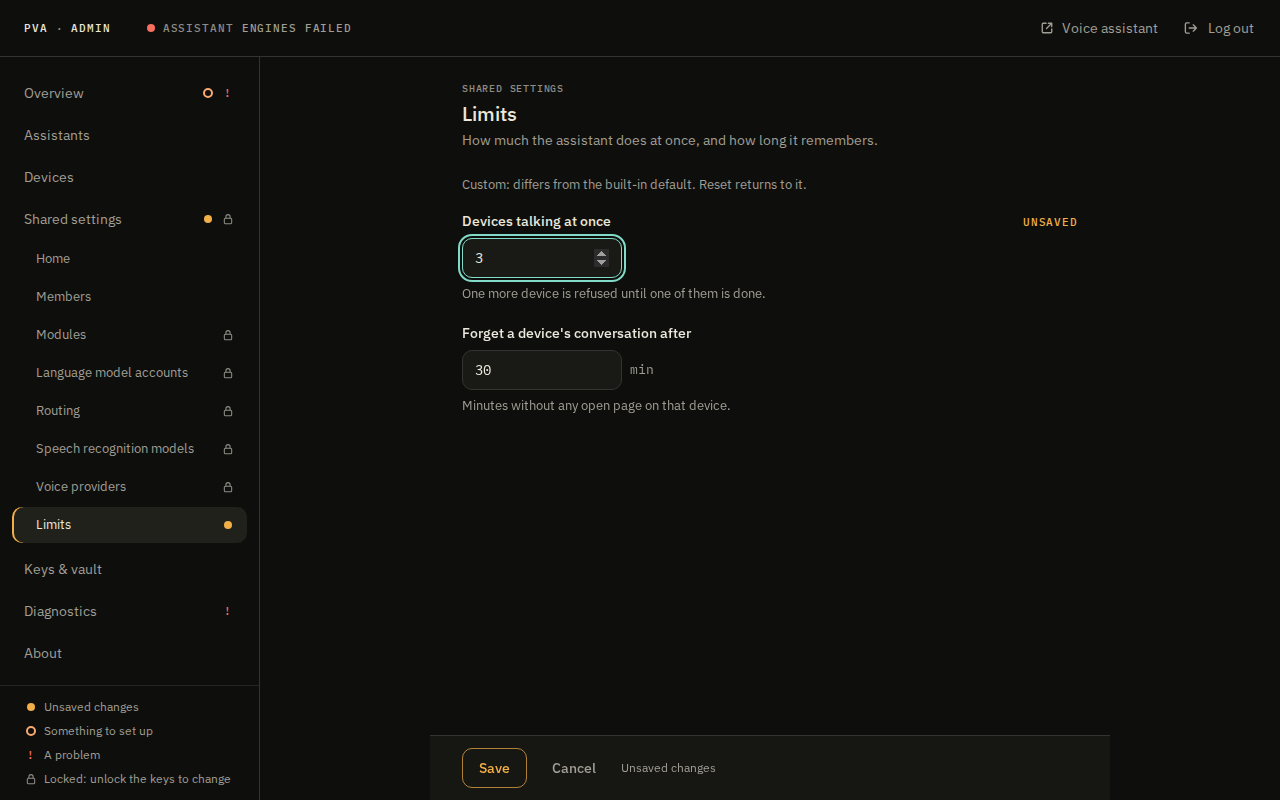 PVA · ADMIN
ASSISTANT ENGINES FAILED
Voice assistant
Log out
Overview !
Assistants
Devices
Shared settings
Home
Members
Modules
Language model accounts
Routing
Speech recognition models
Voice providers
Limits
Keys & vault
Diagnostics !
About
Unsaved changes
Something to set up
! A problem
Locked: unlock the keys to change
SHARED SETTINGS
Limits
How much the assistant does at once, and how long it remembers.
Custom: differs from the built-in default. Reset returns to it.
Devices talking at once UNSAVED
3
One more device is refused until one of them is done.
Forget a device's conversation after
30 min
Minutes without any open page on that device.
Save Cancel Unsaved changes